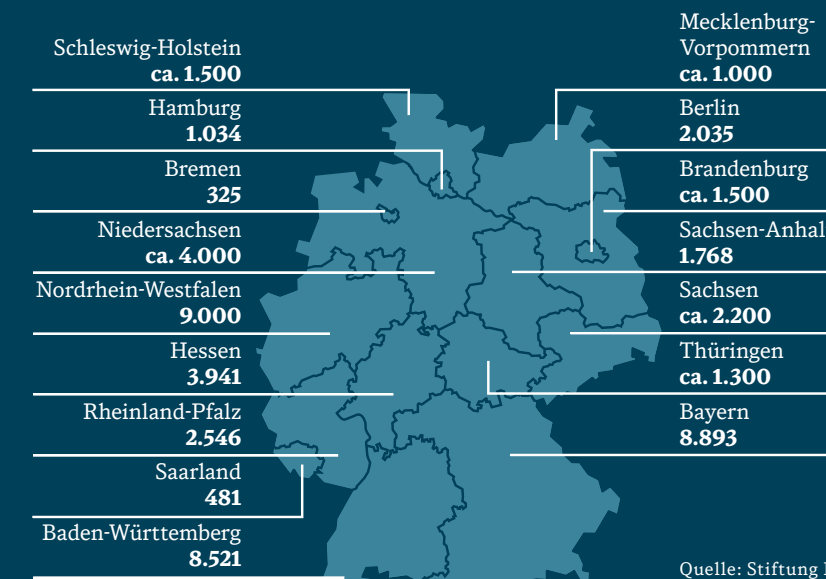 Schleswig-Holstein
ca. 1.500
Hamburg
1.034
Bremen
325
Niedersachsen
ca. 4.000
Nordrhein-Westfalen
9.000
Hessen
3.941
Rheinland-Pfalz
2.546
Saarland
481
Baden-Württemberg
8.521
Mecklenburg-
Vorpommern
ca. 1.000
Berlin
2.035
Brandenburg
ca. 1.500
Sachsen-Anhal
1.768
Sachsen
ca. 2.200
Thüringen
ca. 1.300
Bayern
8.893
Quelle: Stiftung